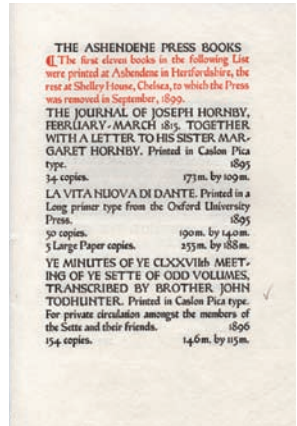 THE ASHENDENE PRESS BOOKS
¶ The first eleven books in the following List
were printed at Ashendene in Hertfordshire, the
rest at Shelley House, Chelsea, to which the Press
was removed in September, 1899.
THE JOURNAL OF JOSEPH HORNBY,
FEBRUARY-MARCH 1815. TOGETHER
WITH A LETTER TO HIS SISTER MAR-
GARET HORNBY. Printed in Caslon Pica
type. 1895
34 copies. 173m. by 109m.
LA VITA NUOVA DI DANTE. Printed in a
Long primer type from the Oxford University
Press. 1895
50 copies. 190m. by 140m.
5 Large Paper copies. 255m. by 188m.
YE MINUTES OF YE CLXXVIIth MEET-
ING OF YE SETTE OF ODD VOLUMES,
TRANSCRIBED BY BROTHER JOHN
TODHUNTER. Printed in Caslon Pica type.
For private circulation amongst the members of
the Sette and their friends. 1896
154 copies. 146m. by 115m.